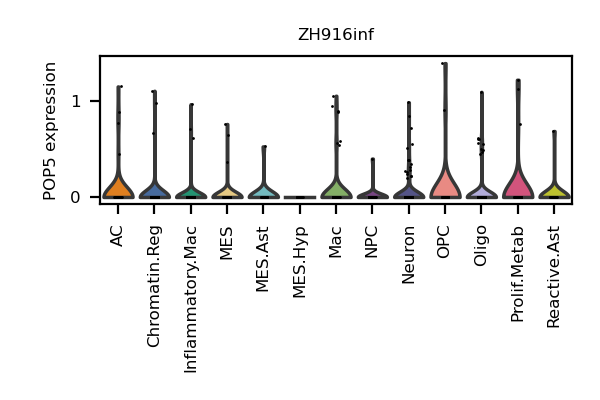 ZH916inf
POP5 expression
1
0
AC
Chromatin.Reg
Inflammatory.Mac
MES
MES.Ast
MES.Hyp
Mac
NPC
Neuron
OPC
Oligo
Prolif.Metab
Reactive.Ast